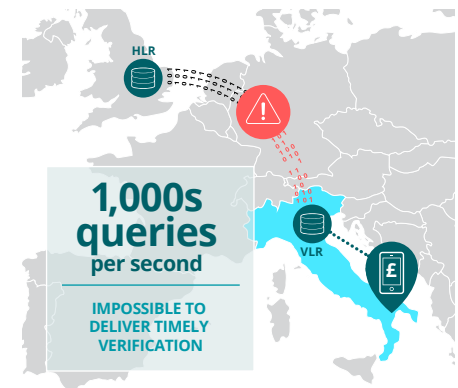 HLR
1,000s
queries
per second
IMPOSSIBLE TO
DELIVER TIMELY
VERIFICATION
VLR
£